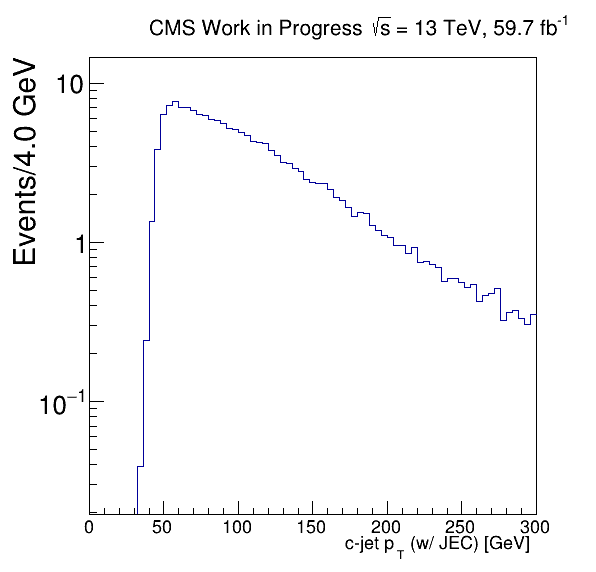 CMS Work in Progress √s = 13 TeV, 59.7 fb⁻¹
Events/4.0 GeV
10
1
10⁻¹
0 50 100 150 200 250 300
c-jet p_T (w/ JEC) [GeV]